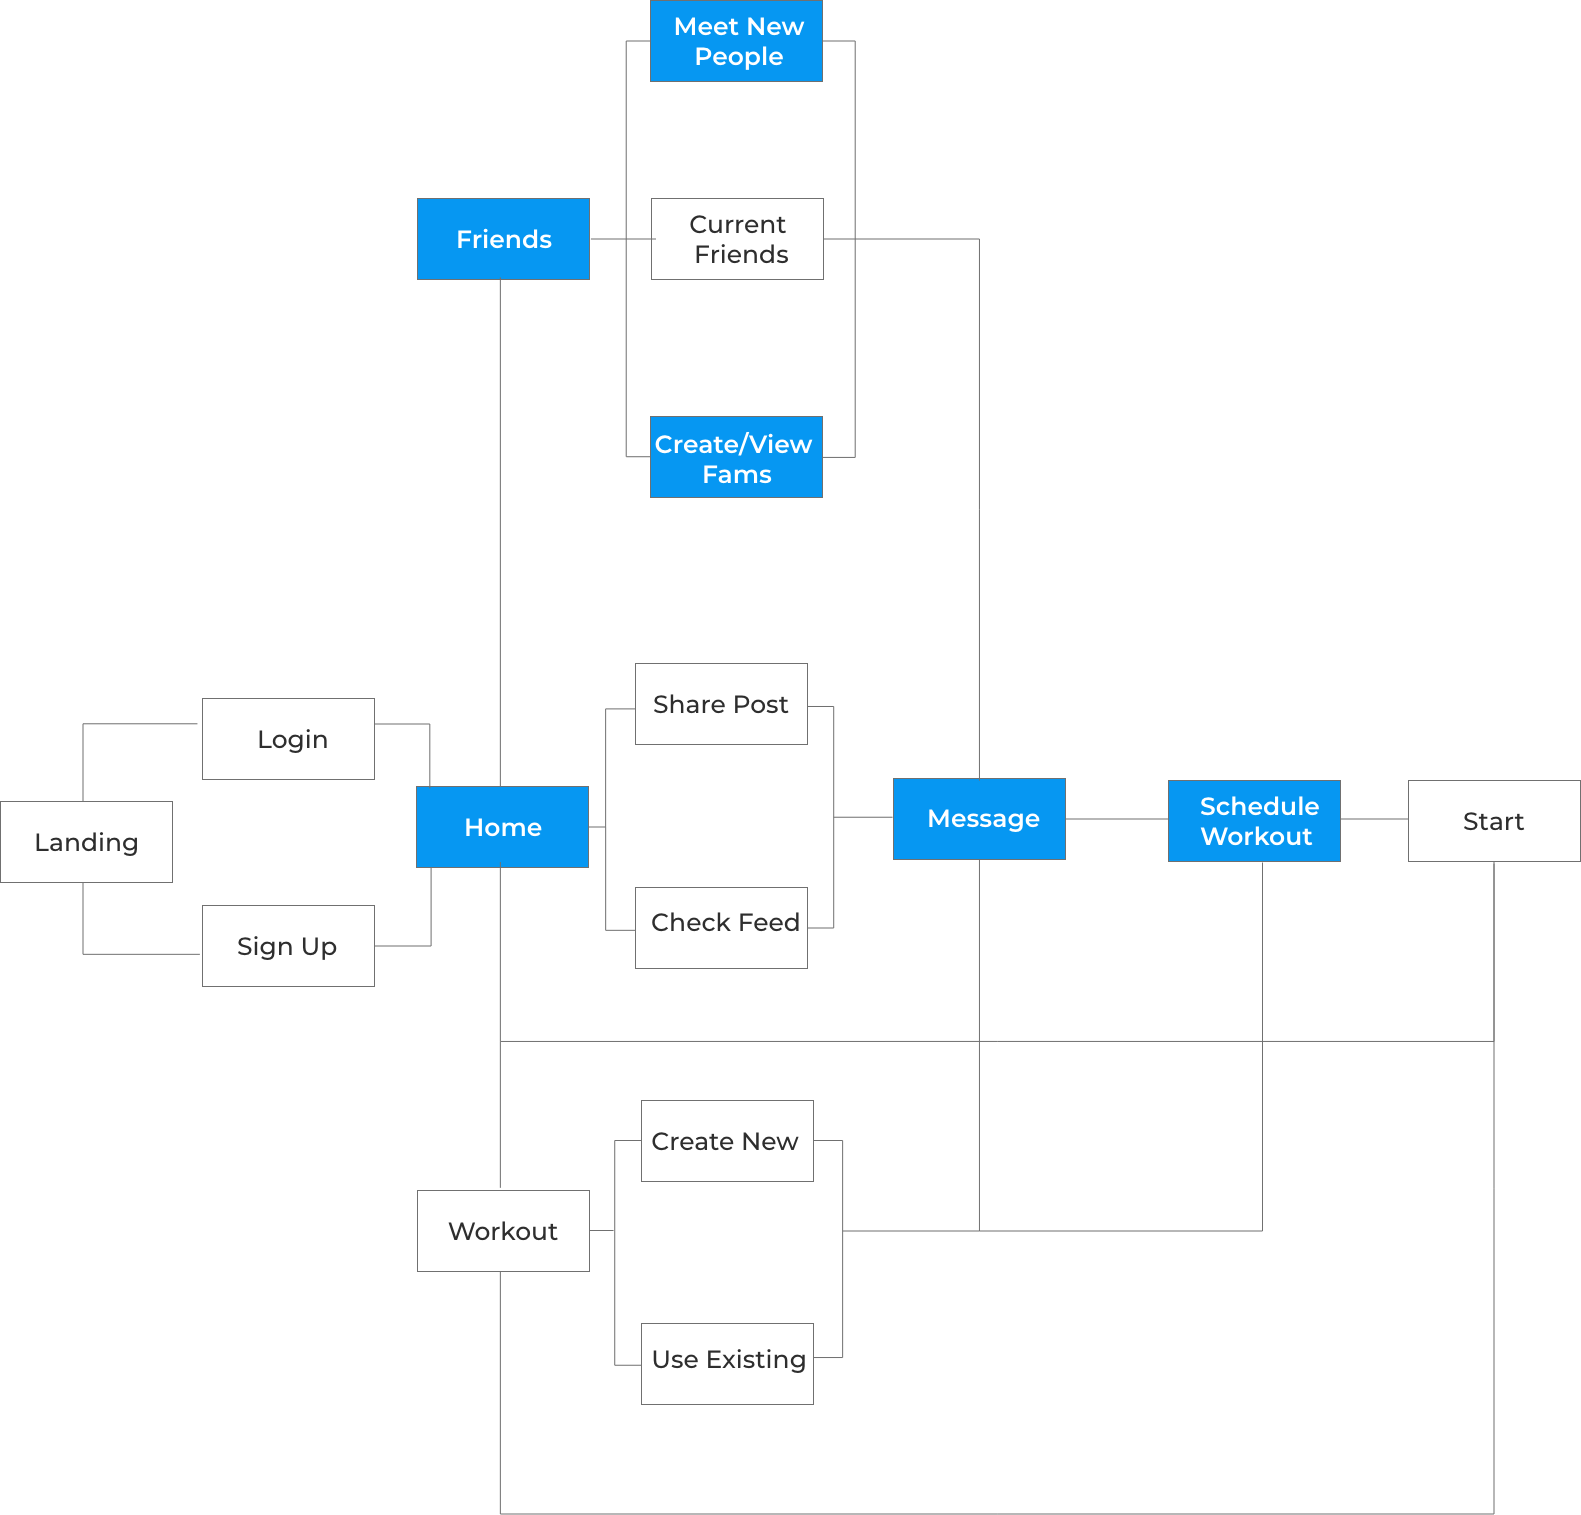 Meet New
People
Friends
Current
Friends
Create/View
Fams
Share Post
Login
Home
Message
Schedule
Workout
Start
Landing
Sign Up
Check Feed
Create New
Workout
Use Existing